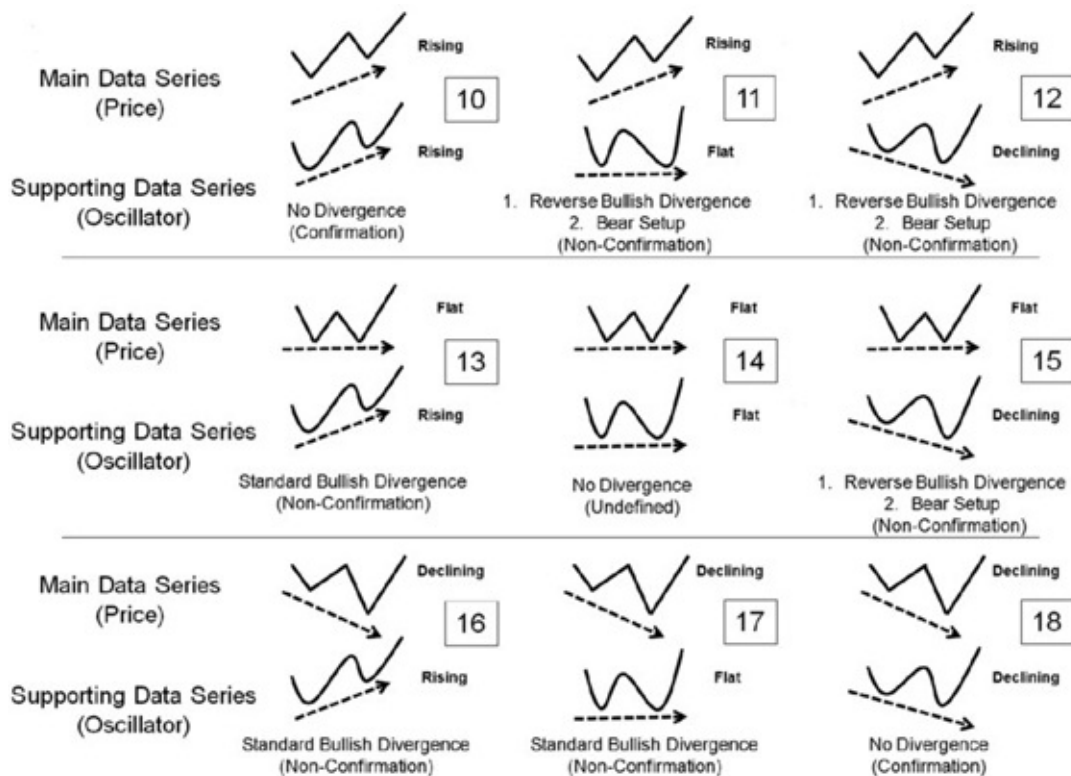 Main Data Series
(Price)
Rising
10
Rising
11
Rising
12
Supporting Data Series
(Oscillator)
Rising
Flat
Declining
No Divergence
(Confirmation)
1. Reverse Bullish Divergence
2. Bear Setup
(Non-Confirmation)
1. Reverse Bullish Divergence
2. Bear Setup
(Non-Confirmation)
Main Data Series
(Price)
Flat
13
Flat
14
Flat
15
Supporting Data Series
(Oscillator)
Rising
Flat
Declining
Standard Bullish Divergence
(Non-Confirmation)
No Divergence
(Undefined)
1. Reverse Bullish Divergence
2. Bear Setup
(Non-Confirmation)
Main Data Series
(Price)
Declining
16
Declining
17
Declining
18
Supporting Data Series
(Oscillator)
Rising
Flat
Declining
Standard Bullish Divergence
(Non-Confirmation)
Standard Bullish Divergence
(Non-Confirmation)
No Divergence
(Confirmation)